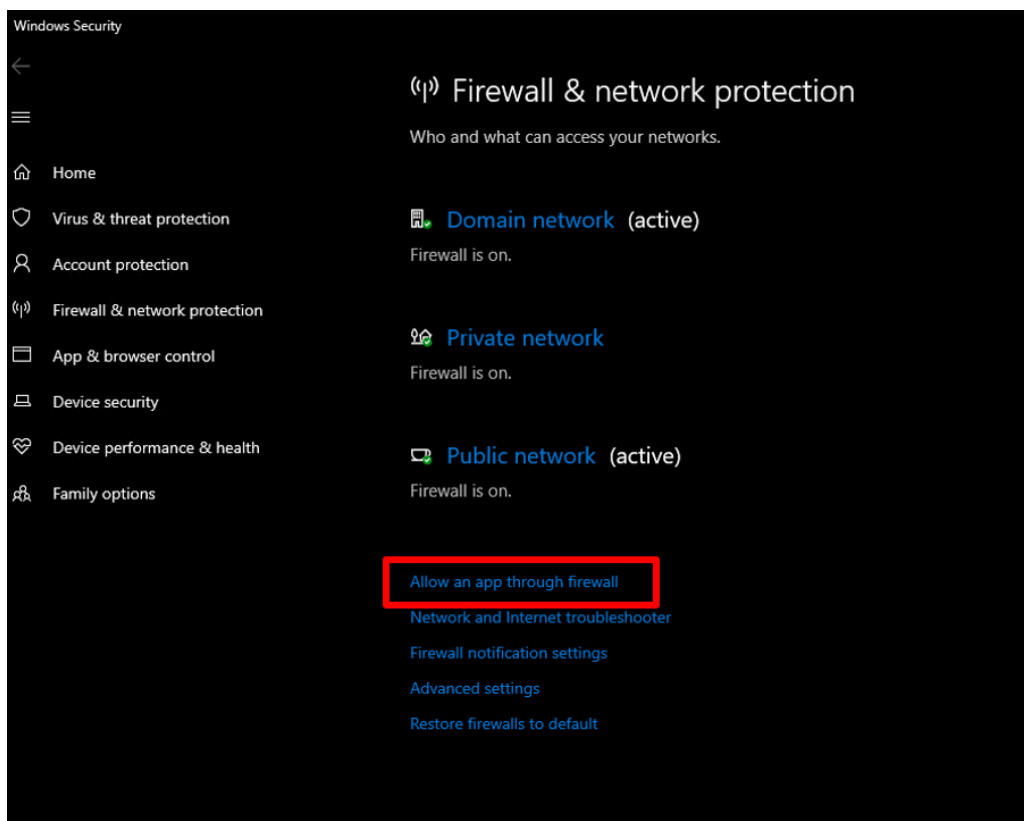 Windows Security
Home
Virus & threat protection
Account protection
Firewall & network protection
App & browser control
Device security
Device performance & health
Family options
Firewall & network protection
Who and what can access your networks.
Domain network (active)
Firewall is on.
Private network
Firewall is on.
Public network (active)
Firewall is on.
Allow an app through firewall
Network and Internet troubleshooter
Firewall notification settings
Advanced settings
Restore firewalls to default